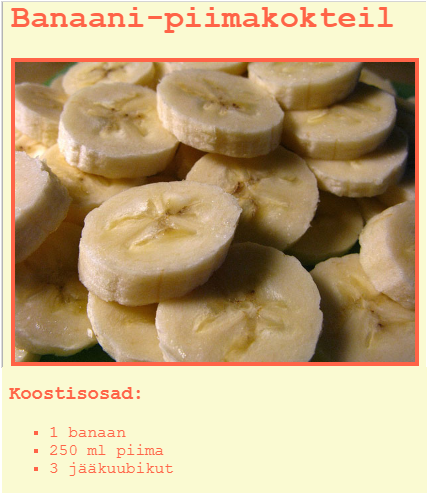 Banaani-piimakokteil
Koostisosad:
1 banaan
250 ml piima
3 jääkuubikut